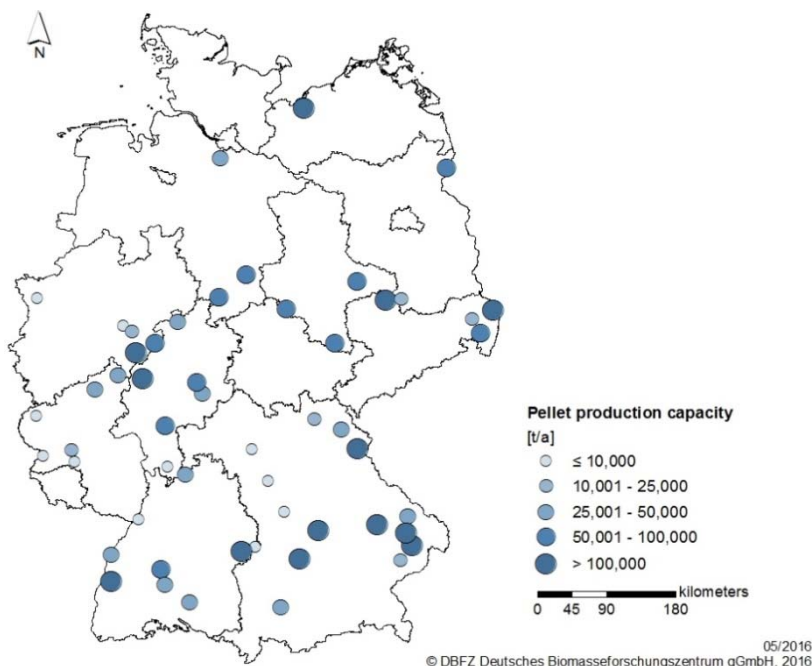 N
Pellet production capacity
[t/a]
≤ 10,000
10,001 - 25,000
25,001 - 50,000
50,001 - 100,000
> 100,000
kilometers
0 45 90 180
05/2016
© DBFZ Deutsches Biomasseforschungszentrum gGmbH, 2016